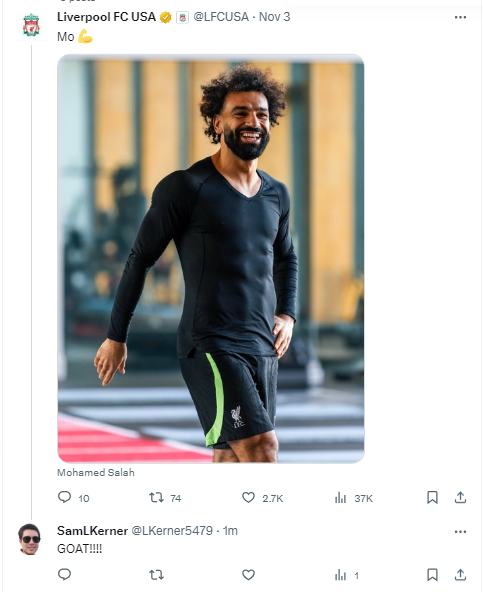 Liverpool FC USA @LFCUSA · Nov 3
Mo 💪
Mohamed Salah
10 74 2.7K 37K
SamLKerner @LKerner5479 · 1m
GOAT!!!!
1